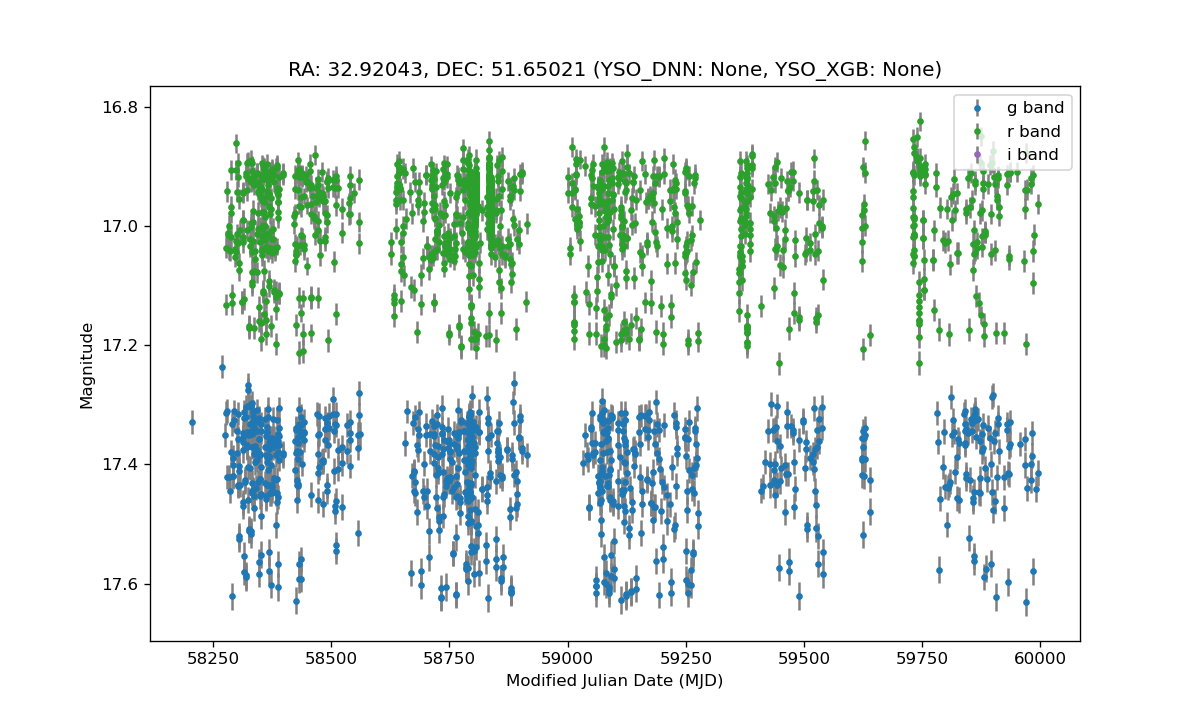 RA: 32.92043, DEC: 51.65021 (YSO_DNN: None, YSO_XGB: None)
g band
r band
i band
16.8
17.0
17.2
17.4
17.6
Magnitude
58250 58500 58750 59000 59250 59500 59750 60000
Modified Julian Date (MJD)